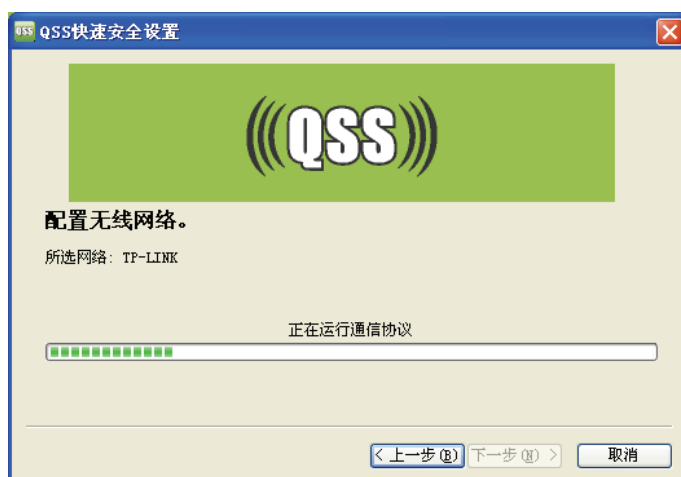 QSS QSS快速安全设置
(((QSS)))
配置无线网络。
所选网络: TP-LINK
正在运行通信协议
< 上一步(B) 下一步(N) > 取消